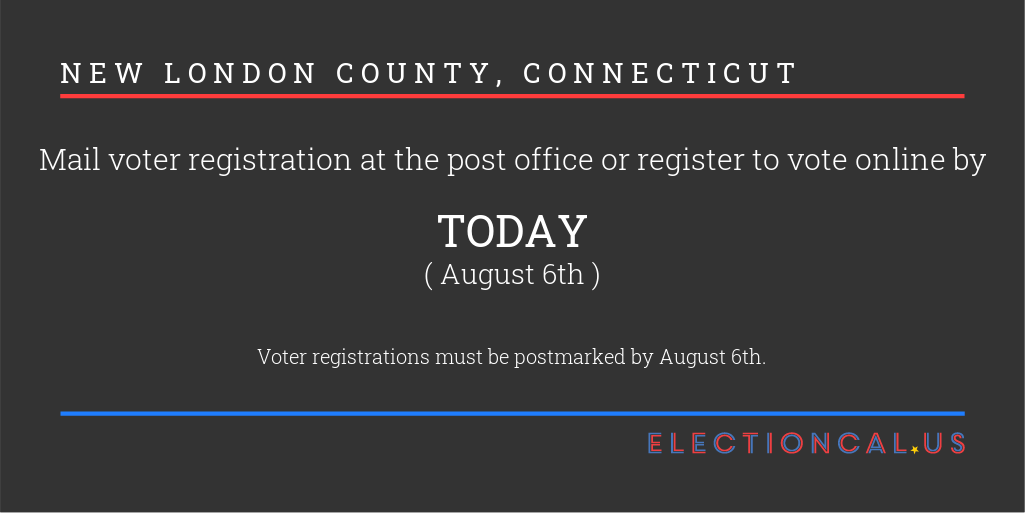 NEW LONDON COUNTY, CONNECTICUT
Mail voter registration at the post office or register to vote online by
TODAY
( August 6th )
Voter registrations must be postmarked by August 6th.
ELECTIONCAL.US